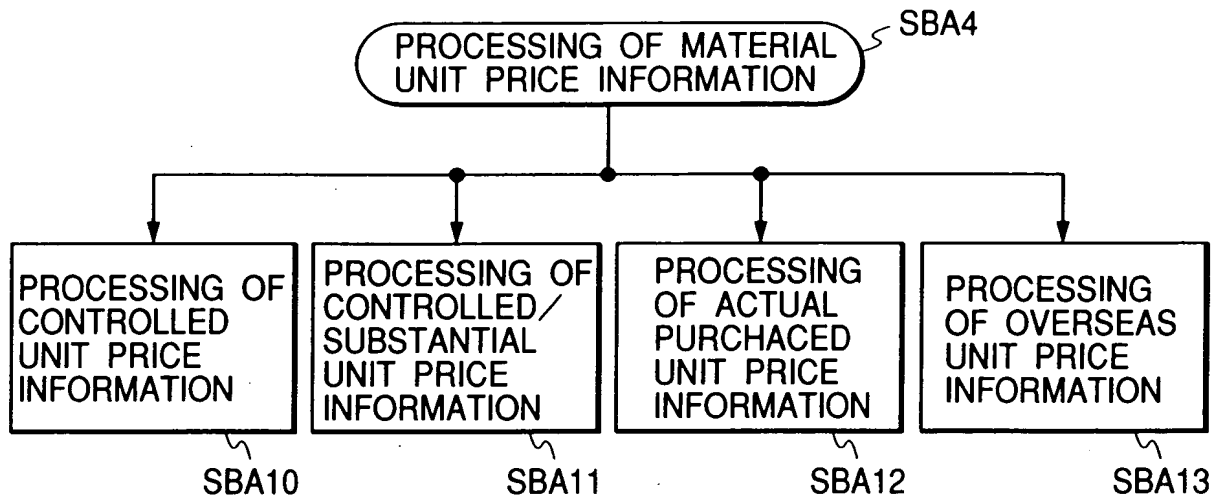 PROCESSING OF MATERIAL
UNIT PRICE INFORMATION
SBA4
PROCESSING OF
CONTROLLED
UNIT PRICE
INFORMATION
SBA10
PROCESSING OF
CONTROLLED/
SUBSTANTIAL
UNIT PRICE
INFORMATION
SBA11
PROCESSING
OF ACTUAL
PURCHACED
UNIT PRICE
INFORMATION
SBA12
PROCESSING
OF OVERSEAS
UNIT PRICE
INFORMATION
SBA13